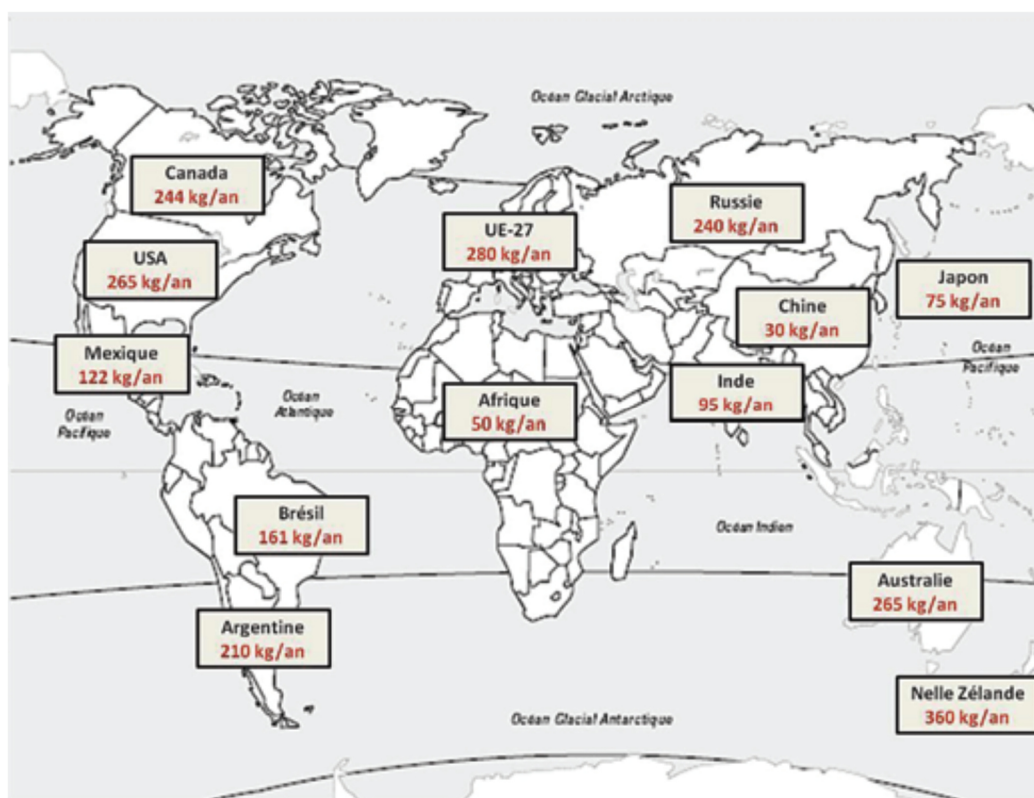 Océan Glacial Arctique
Canada
244 kg/an
Russie
240 kg/an
UE-27
280 kg/an
USA
265 kg/an
Japon
75 kg/an
Chine
30 kg/an
Mexique
122 kg/an
Océan
Pacifique
Inde
95 kg/an
Afrique
50 kg/an
Océan
Atlantique
Océan
Pacifique
Brésil
161 kg/an
Océan Indien
Australie
265 kg/an
Argentine
210 kg/an
Nelle Zélande
360 kg/an
Océan Glacial Antarctique